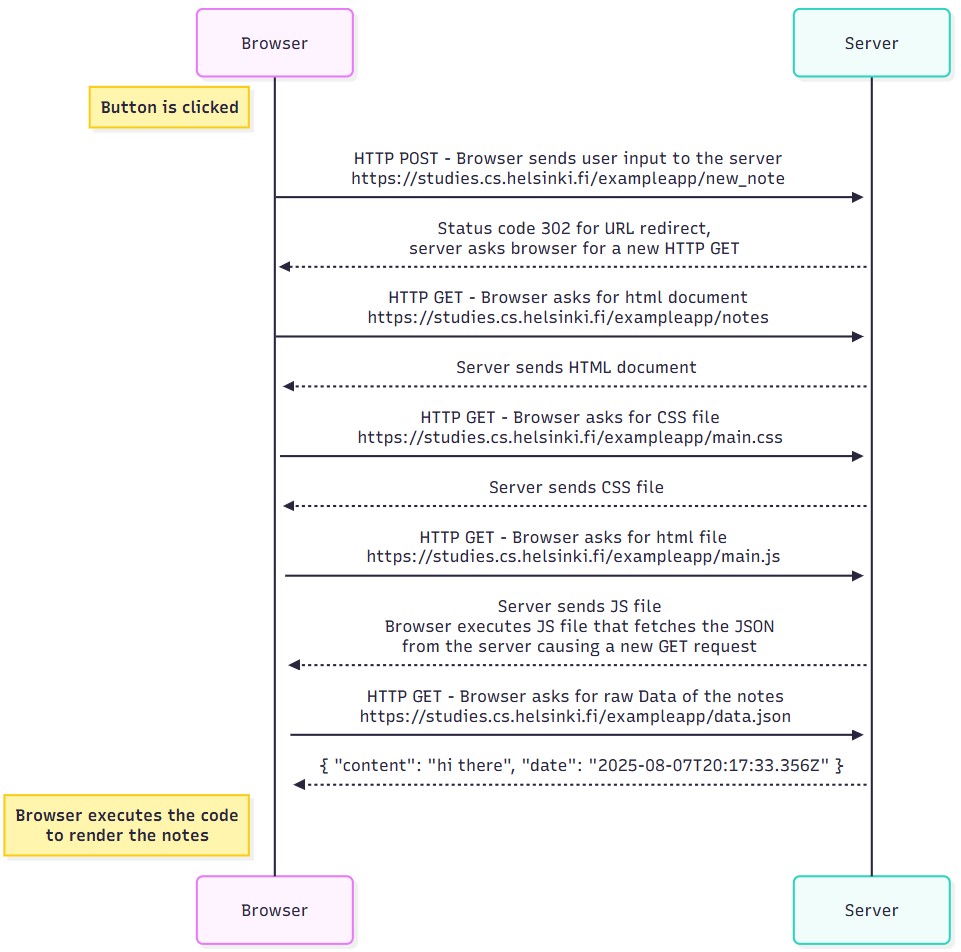 Browser
Server
Button is clicked
HTTP POST - Browser sends user input to the server
https://studies.cs.helsinki.fi/exampleapp/new_note
Status code 302 for URL redirect,
server asks browser for a new HTTP GET
HTTP GET - Browser asks for html document
https://studies.cs.helsinki.fi/exampleapp/notes
Server sends HTML document
HTTP GET - Browser asks for CSS file
https://studies.cs.helsinki.fi/exampleapp/main.css
Server sends CSS file
HTTP GET - Browser asks for html file
https://studies.cs.helsinki.fi/exampleapp/main.js
Server sends JS file
Browser executes JS file that fetches the JSON
from the server causing a new GET request
HTTP GET - Browser asks for raw Data of the notes
https://studies.cs.helsinki.fi/exampleapp/data.json
{ "content": "hi there", "date": "2025-08-07T20:17:33.356Z" }
Browser executes the code
to render the notes
Browser
Server